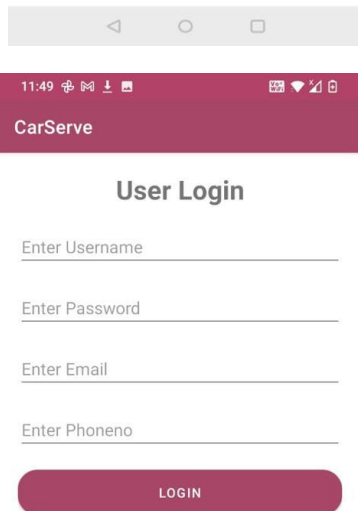 11:49
CarServe
User Login
Enter Username
Enter Password
Enter Email
Enter Phoneno
LOGIN